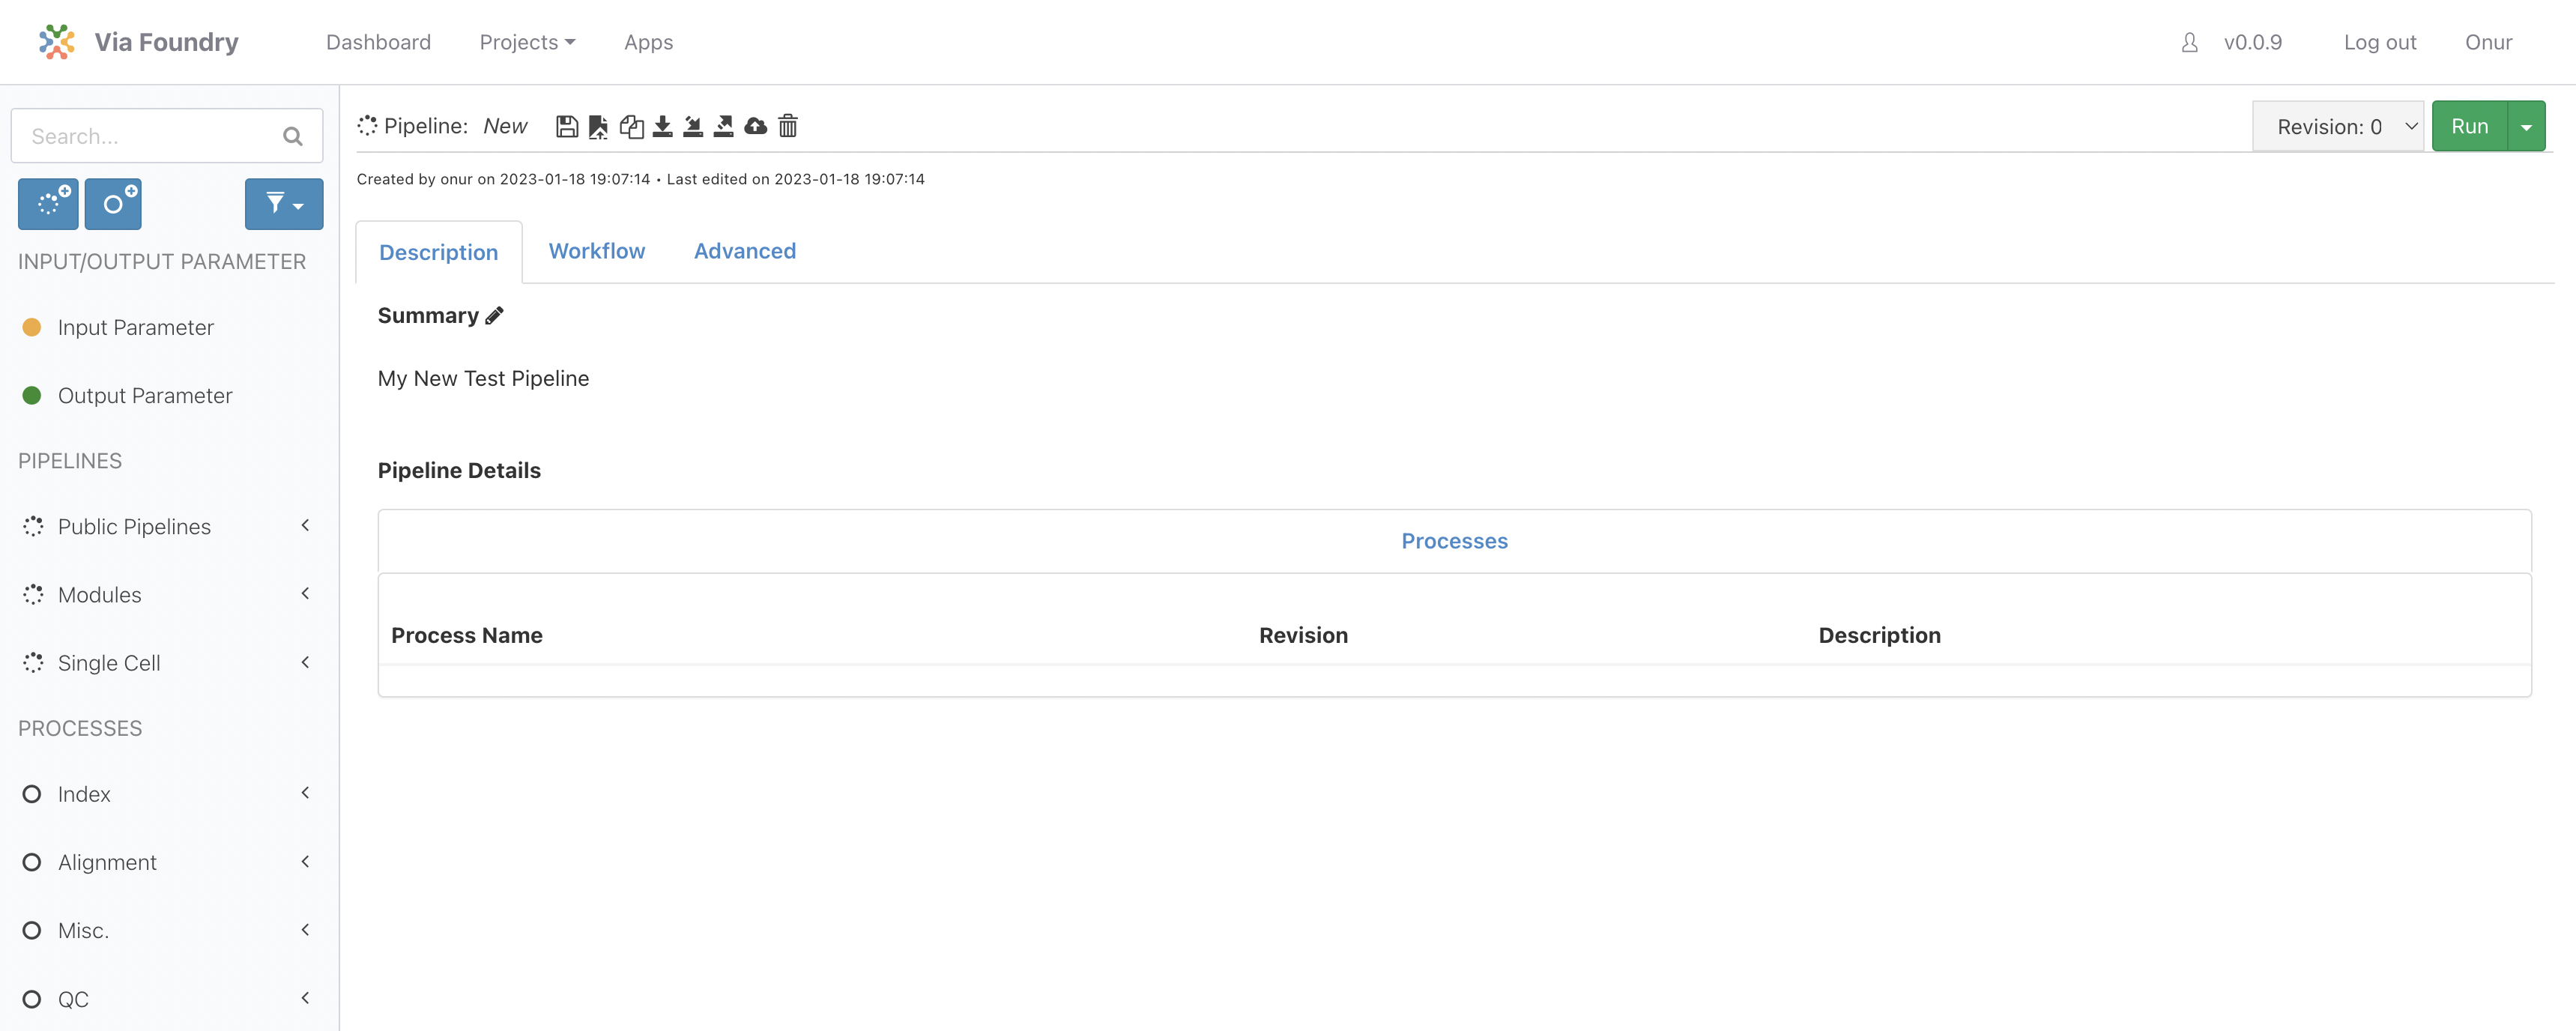 Via Foundry
Dashboard
Projects
Apps
v0.0.9
Log out
Onur
Search...
INPUT/OUTPUT PARAMETER
Input Parameter
Output Parameter
PIPELINES
Public Pipelines
Modules
Single Cell
PROCESSES
Index
Alignment
Misc.
QC
Pipeline: New
Revision: 0
Run
Created by onur on 2023-01-18 19:07:14 • Last edited on 2023-01-18 19:07:14
Description
Workflow
Advanced
Summary
My New Test Pipeline
Pipeline Details
Processes
Process Name
Revision
Description